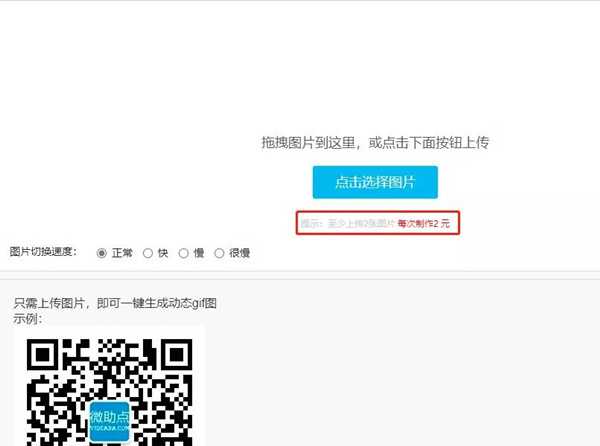 拖拽图片到这里，或点击下面按钮上传
点击选择图片
提示：至少上传2张图片 每次制作2 元
图片切换速度： 正常 快 慢 很慢
只需上传图片，即可一键生成动态gif图
示例：
微助点